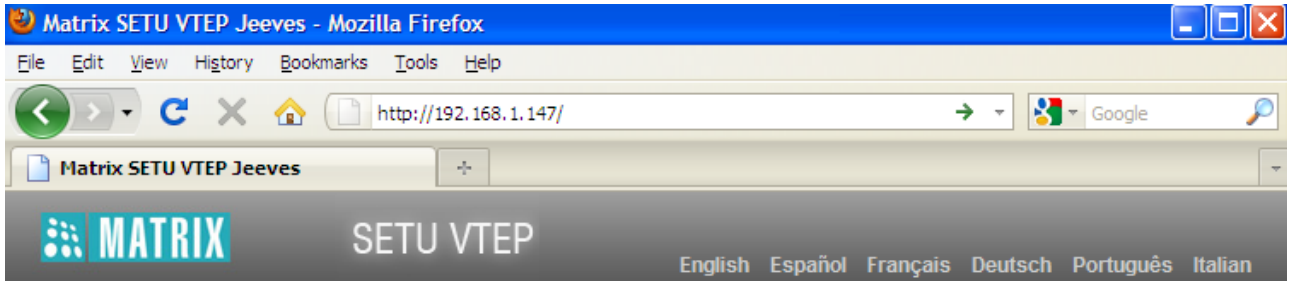 Matrix SETU VTEP Jeeves - Mozilla Firefox
File Edit View History Bookmarks Tools Help
http://192.168.1.147/ Google
Matrix SETU VTEP Jeeves
MATRIX SETU VTEP
English Español Français Deutsch Português Italian